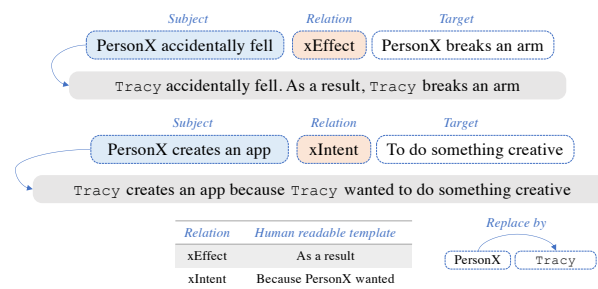 Subject Relation Target
PersonX accidentally fell xEffect PersonX breaks an arm
Tracy accidentally fell. As a result, Tracy breaks an arm
Subject Relation Target
PersonX creates an app xIntent To do something creative
Tracy creates an app because Tracy wanted to do something creative
Relation Human readable template
xEffect As a result
xIntent Because PersonX wanted
Replace by
PersonX Tracy